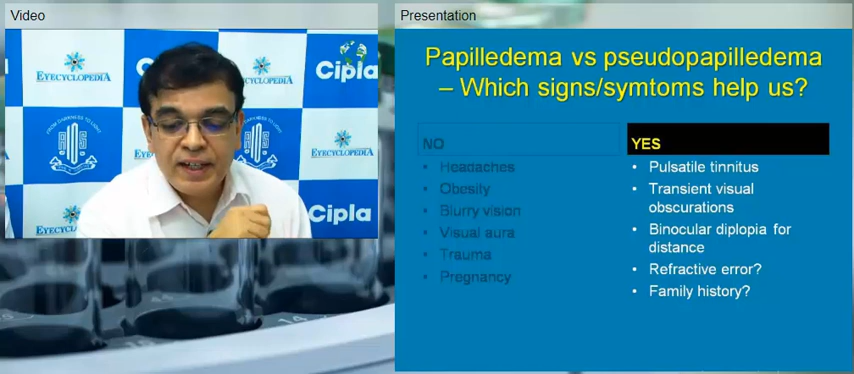 Video
Presentation
EYECYCLOPEDIA
EYECYCLOPEDIA
Cipla
EYECYCLOPEDIA
Cipla
Papilledema vs pseudopapilledema
– Which signs/symtoms help us?
NO
• Headaches
• Obesity
• Blurry vision
• Visual aura
• Trauma
• Pregnancy
YES
• Pulsatile tinnitus
• Transient visual
obscurations
• Binocular diplopia for
distance
• Refractive error?
• Family history?